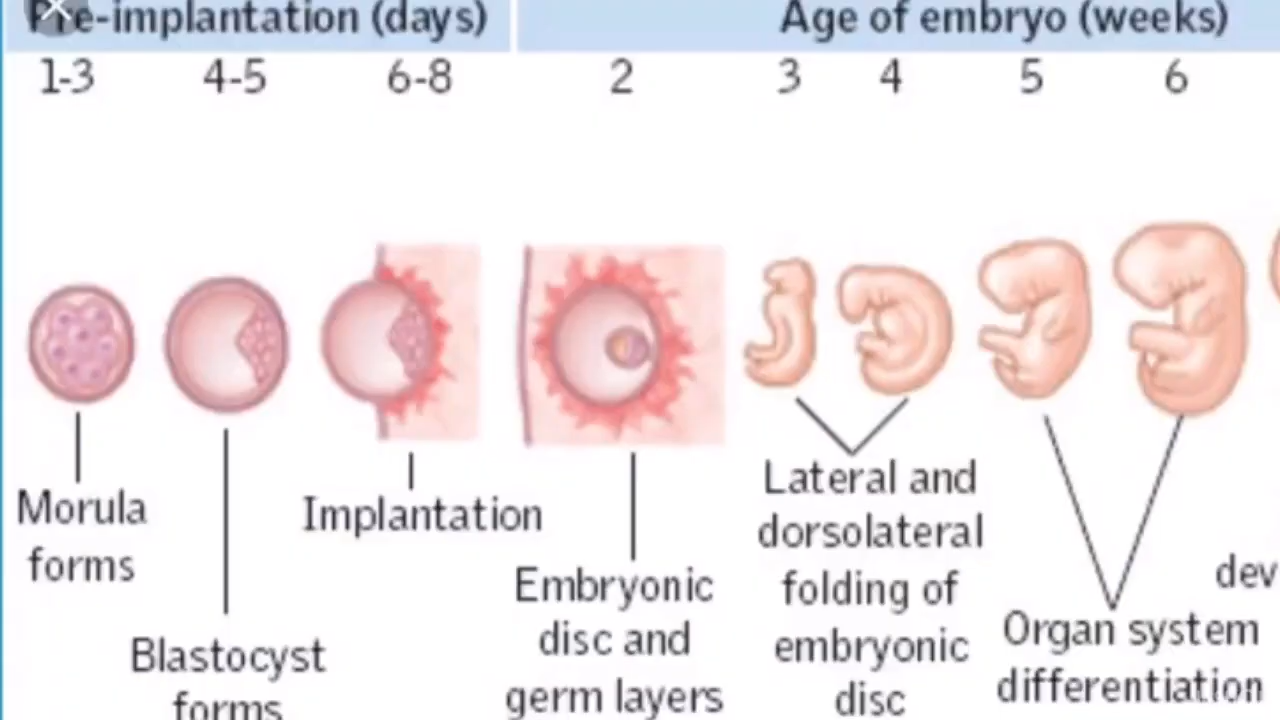 Pre-implantation (days)
Age of embryo (weeks)
1-3
4-5
6-8
2
3
4
5
6
Morula
forms
Blastocyst
forms
Implantation
Embryonic
disc and
germ layers
Lateral and
dorsolateral
folding of
embryonic
disc
Organ system
differentiation
dev